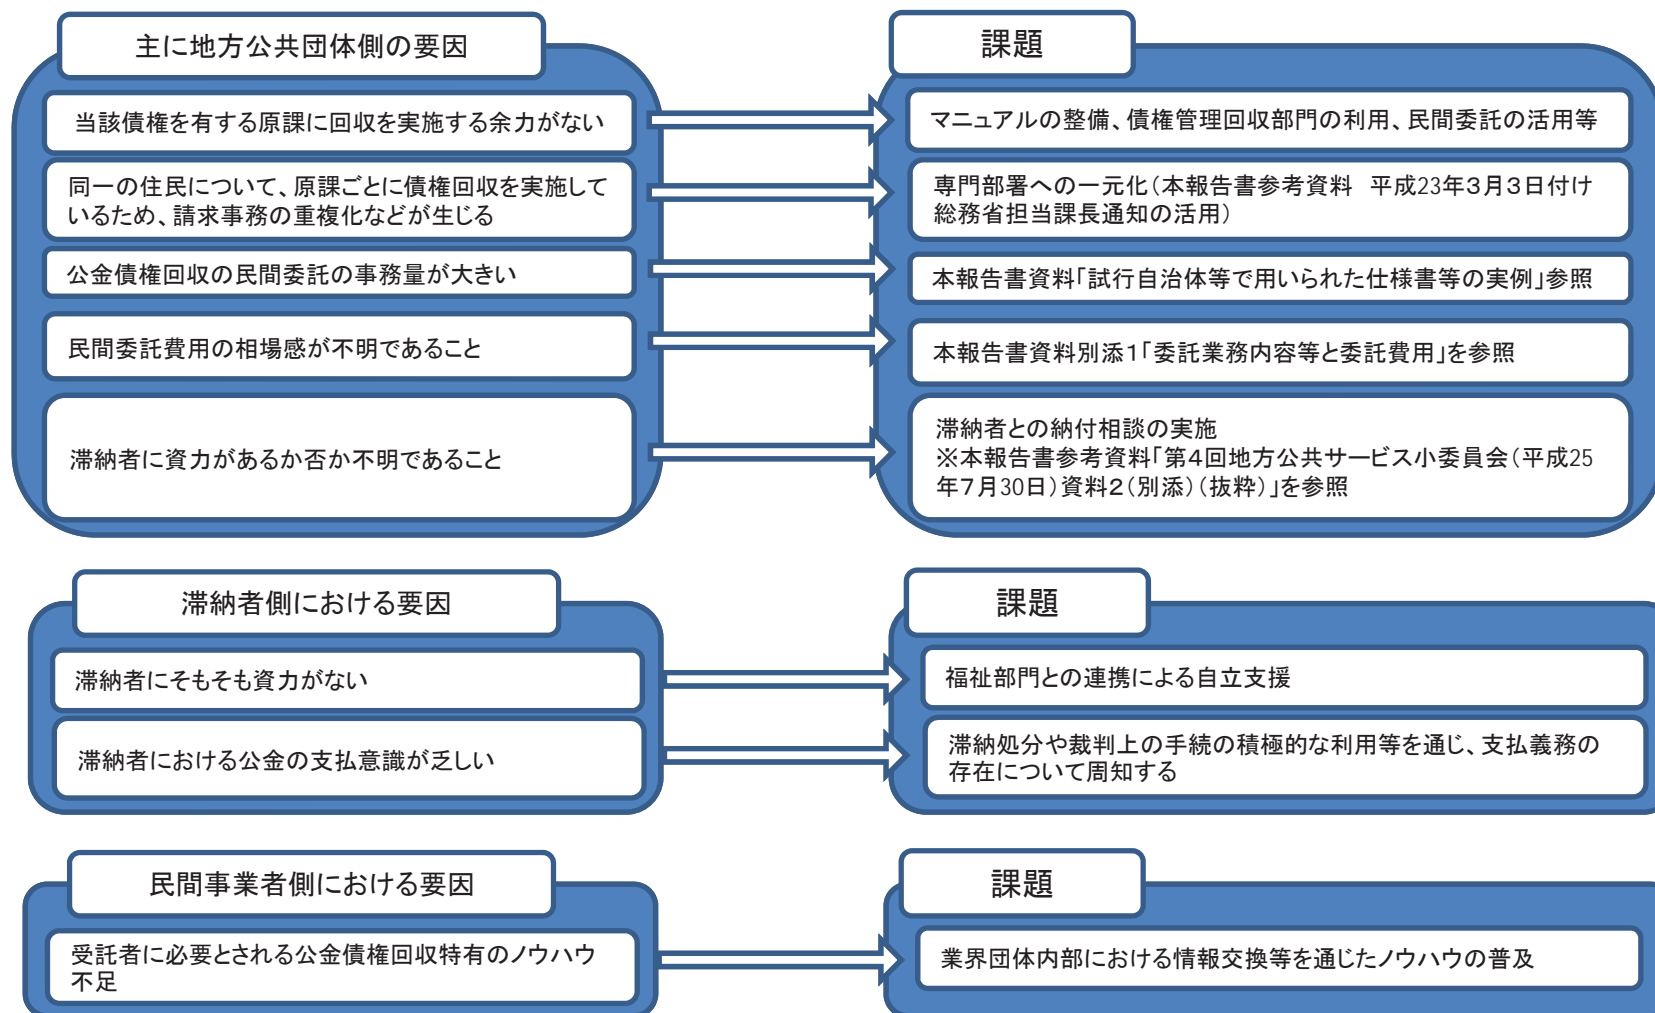 主に地方公共団体側の要因
課題
当該債権を有する原課に回収を実施する余力がない
マニュアルの整備、債権管理回収部門の利用、民間委託の活用等
同一の住民について、原課ごとに債権回収を実施して
いるため、請求事務の重複化などが生じる
専門部署への一元化（本報告書参考資料　平成23年３月３日付け
総務省担当課長通知の活用）
公金債権回収の民間委託の事務量が大きい
本報告書資料「試行自治体等で用いられた仕様書等の実例」参照
民間委託費用の相場感が不明であること
本報告書資料別添１「委託業務内容等と委託費用」を参照
滞納者に資力があるか否か不明であること
滞納者との納付相談の実施
※本報告書参考資料「第４回地方公共サービス小委員会（平成25
年７月30日）資料２（別添）（抜粋）」を参照
滞納者側における要因
課題
滞納者にそもそも資力がない
福祉部門との連携による自立支援
滞納者における公金の支払意識が乏しい
滞納処分や裁判上の手続の積極的な利用等を通じ、支払義務の
存在について周知する
民間事業者側における要因
課題
受託者に必要とされる公金債権回収特有のノウハウ
不足
業界団体内部における情報交換等を通じたノウハウの普及